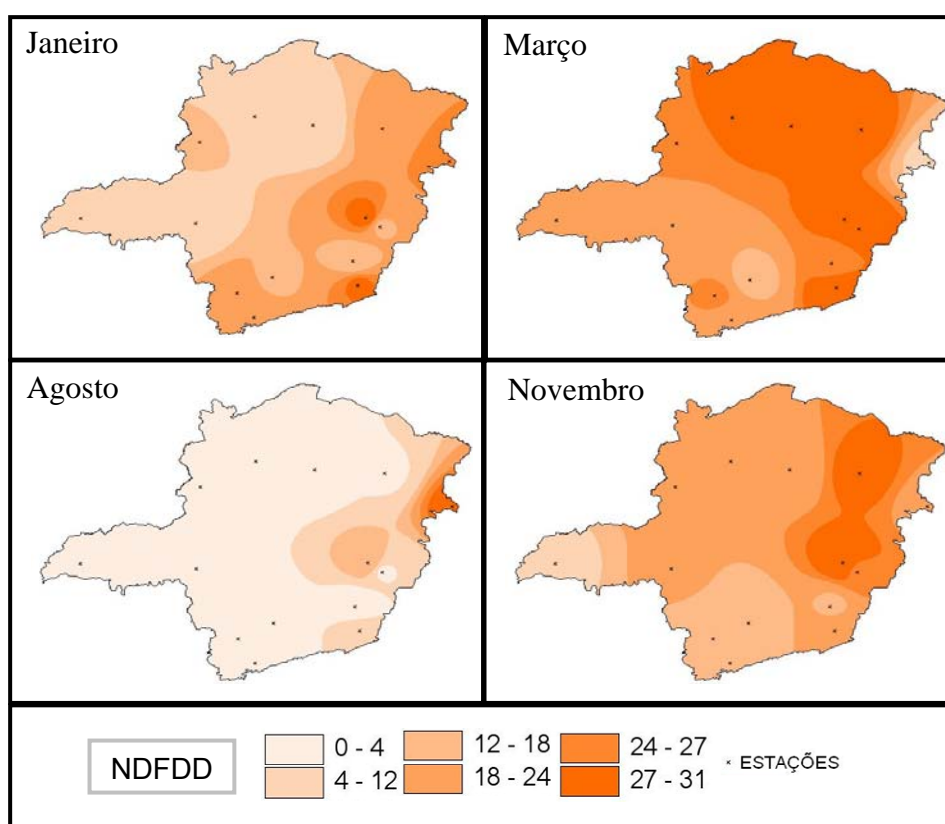 Janeiro
Março
Agosto
Novembro
NDFDD
0 - 4
12 - 18
24 - 27
× ESTAÇÕES
4 - 12
18 - 24
27 - 31